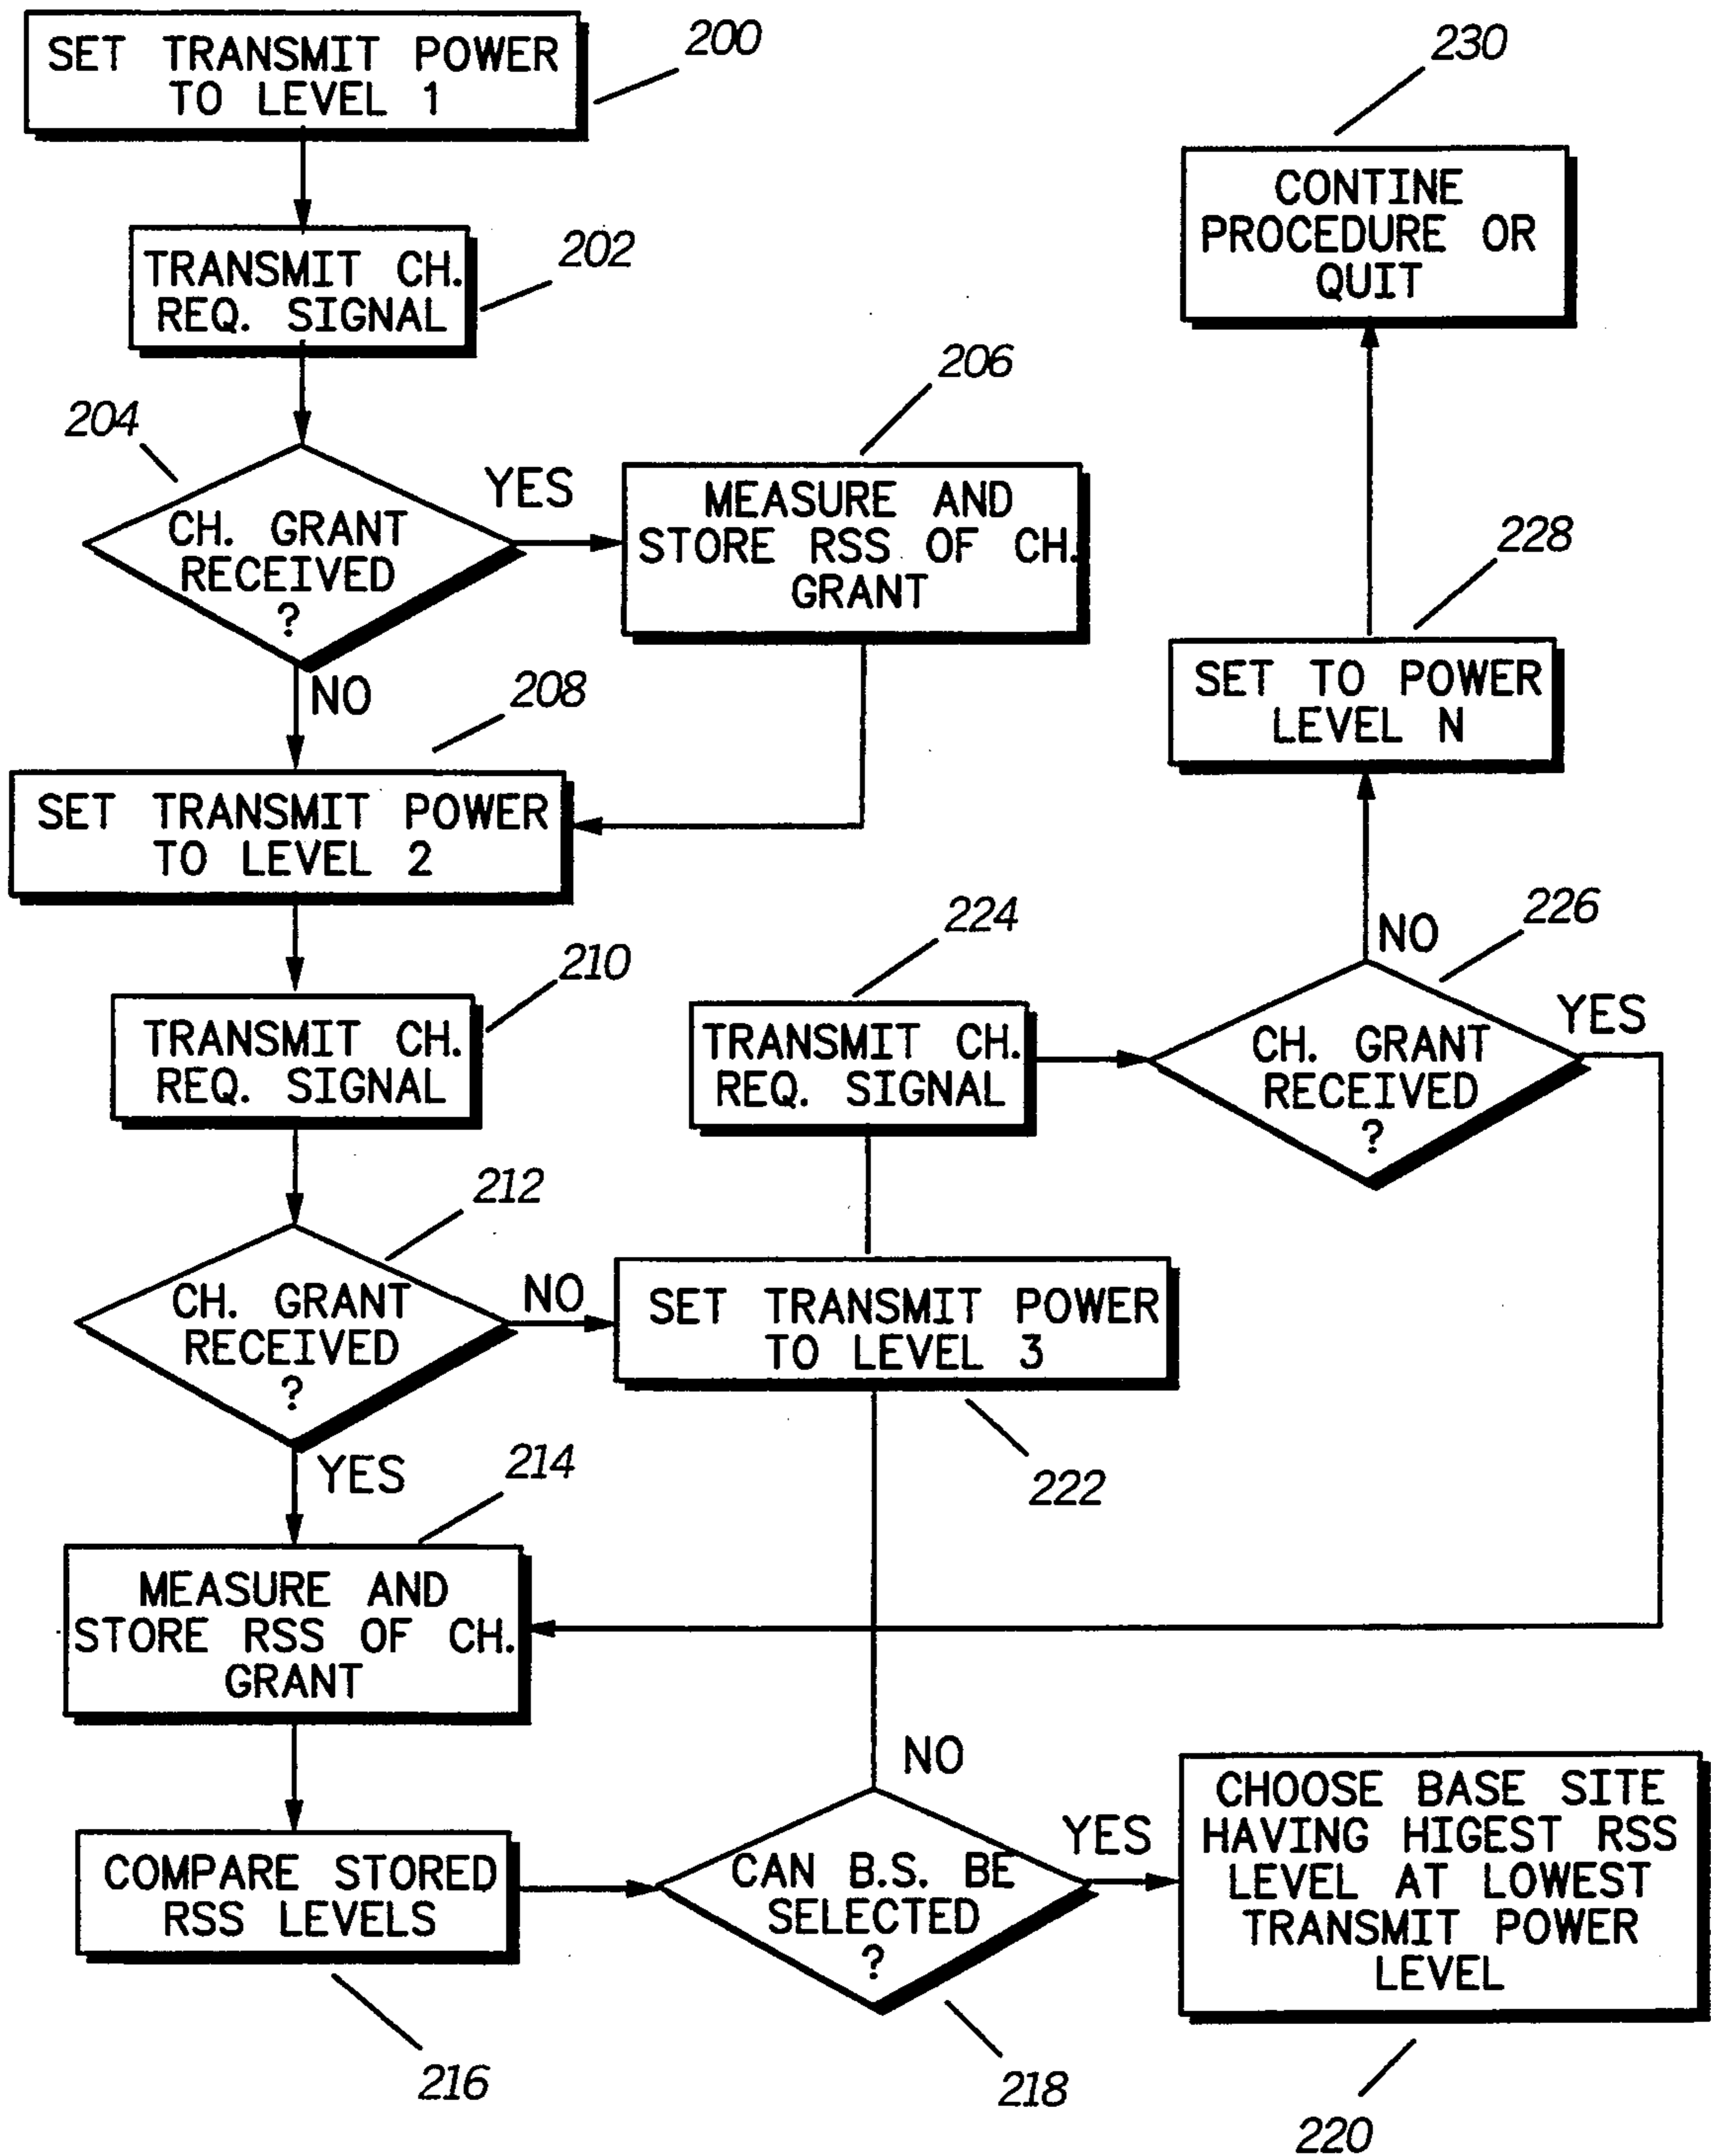 SET TRANSMIT POWER
TO LEVEL 1
200
TRANSMIT CH.
REQ. SIGNAL
202
204
CH. GRANT
RECEIVED
?
YES
NO
206
MEASURE AND
STORE RSS OF CH.
GRANT
208
SET TRANSMIT POWER
TO LEVEL 2
210
TRANSMIT CH.
REQ. SIGNAL
212
CH. GRANT
RECEIVED
?
NO
YES
214
MEASURE AND
STORE RSS OF CH.
GRANT
COMPARE STORED
RSS LEVELS
216
CAN B.S. BE
SELECTED
?
218
NO
YES
CHOOSE BASE SITE
HAVING HIGEST RSS
LEVEL AT LOWEST
TRANSMIT POWER
LEVEL
220
SET TRANSMIT POWER
TO LEVEL 3
222
224
TRANSMIT CH.
REQ. SIGNAL
226
CH. GRANT
RECEIVED
?
NO
YES
228
SET TO POWER
LEVEL N
230
CONTINE
PROCEDURE OR
QUIT